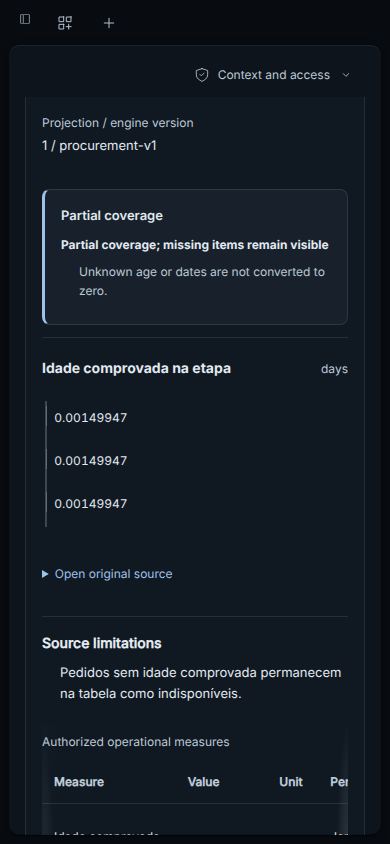 Context and access
Projection / engine version
1 / procurement-v1
Partial coverage
Partial coverage; missing items remain visible
Unknown age or dates are not converted to
zero.
Idade comprovada na etapa
days
0.00149947
0.00149947
0.00149947
Open original source
Source limitations
Pedidos sem idade comprovada permanecem
na tabela como indisponíveis.
Authorized operational measures
Measure Value Unit Per